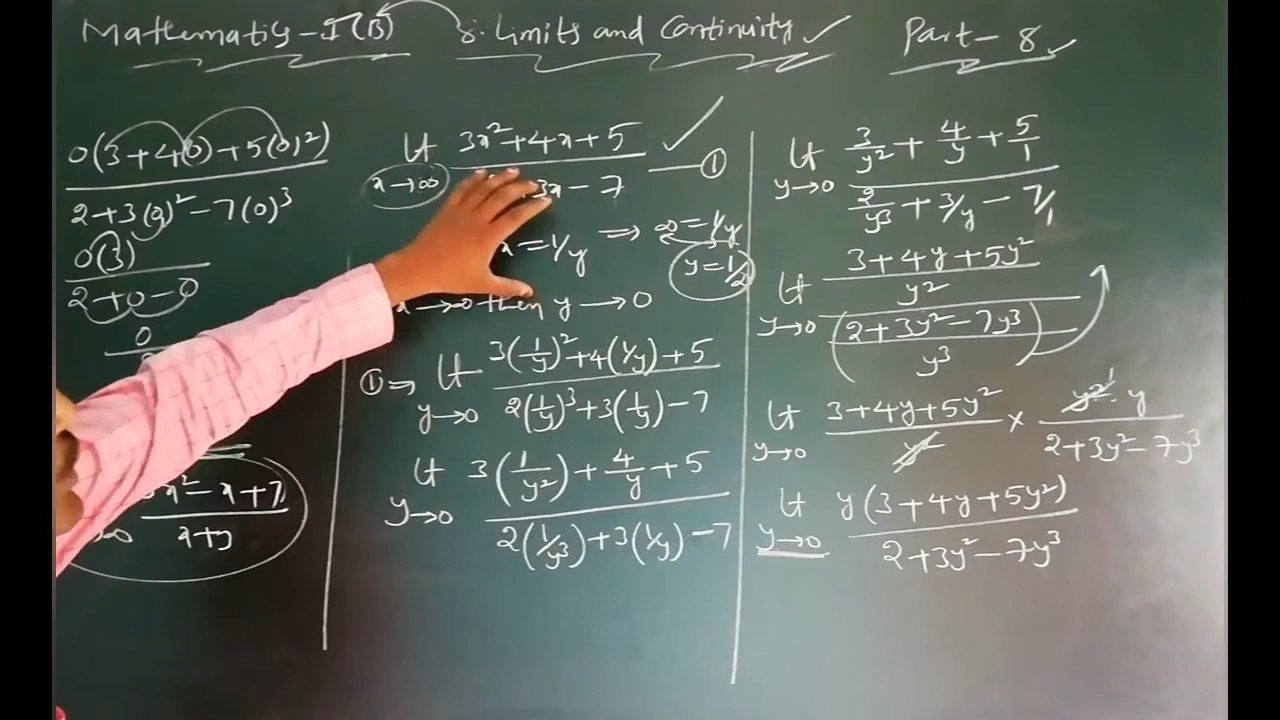 Mathematics-I(B) 8. Limits and Continuity ✓ Part-8 ✓
0(3+4(0)+5(0)²)
2+3(0)²-7(0)³
0(3)
2+0-0
0
x²-x+7
x+y
Lt 3x²+4x+5 ✓
x→∞ 3x-7 —①
x=1/y ⇒ ∞=1/y
y=1/
then y→0
①⇒ Lt 3(1/y)²+4(1/y)+5
y→0 2(1/y)³+3(1/y)-7
Lt 3(1/y²)+4/y+5
y→0 2(1/y³)+3(1/y)-7
Lt 3/y²+4/y+5/1
y→0 2/y³+3/y-7/1
Lt 3+4y+5y²
y²
y→0 (2+3y²-7y³)
y³
Lt 3+4y+5y² × y²·y
y→0 y² 2+3y²-7y³
Lt y(3+4y+5y²)
y→0 2+3y²-7y³